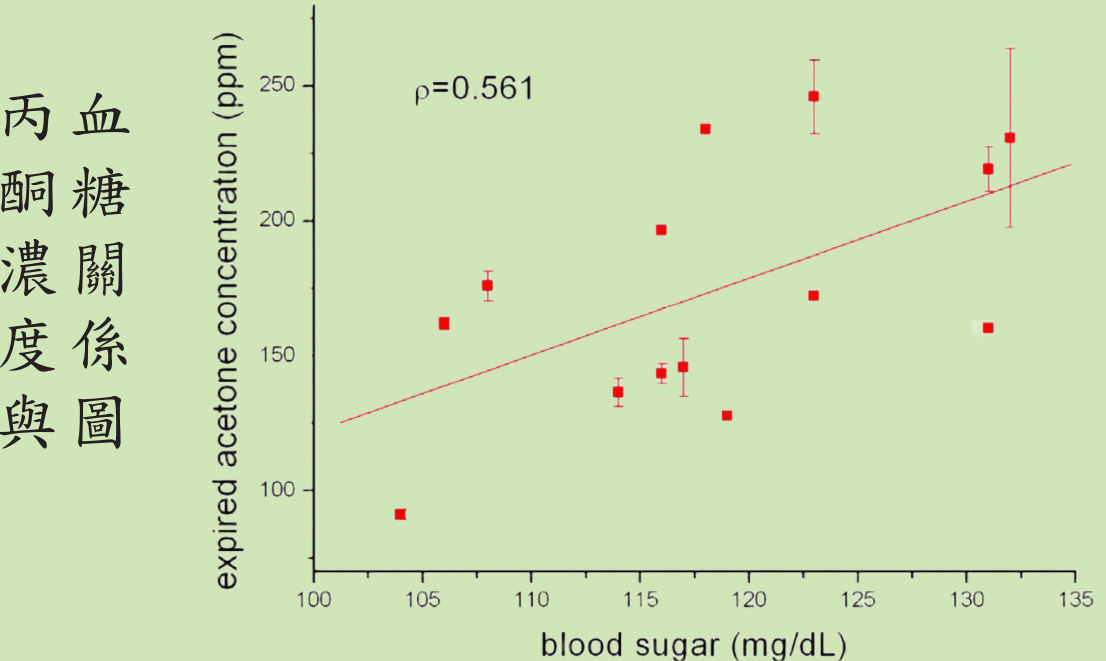 丙酮濃度與
血糖關係圖
expired acetone concentration (ppm)
250
200
150
100
ρ=0.561
100 105 110 115 120 125 130 135
blood sugar (mg/dL)